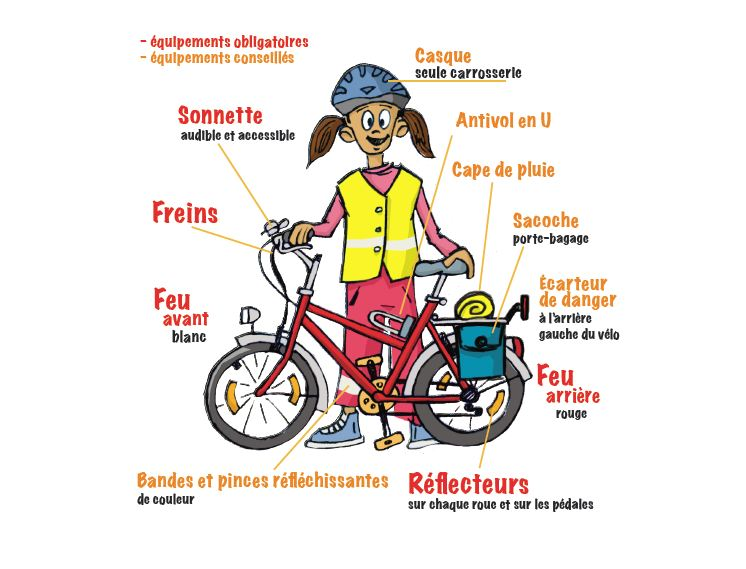 - équipements obligatoires
- équipements conseillés
Casque
seule carrosserie
Sonnette
audible et accessible
Antivol en U
Cape de pluie
Freins
Sacoche
porte-bagage
Écarteur
de danger
à l'arrière
gauche du vélo
Feu
avant
blanc
Feu
arrière
rouge
Bandes et pinces réfléchissantes
de couleur
Réflecteurs
sur chaque roue et sur les pédales